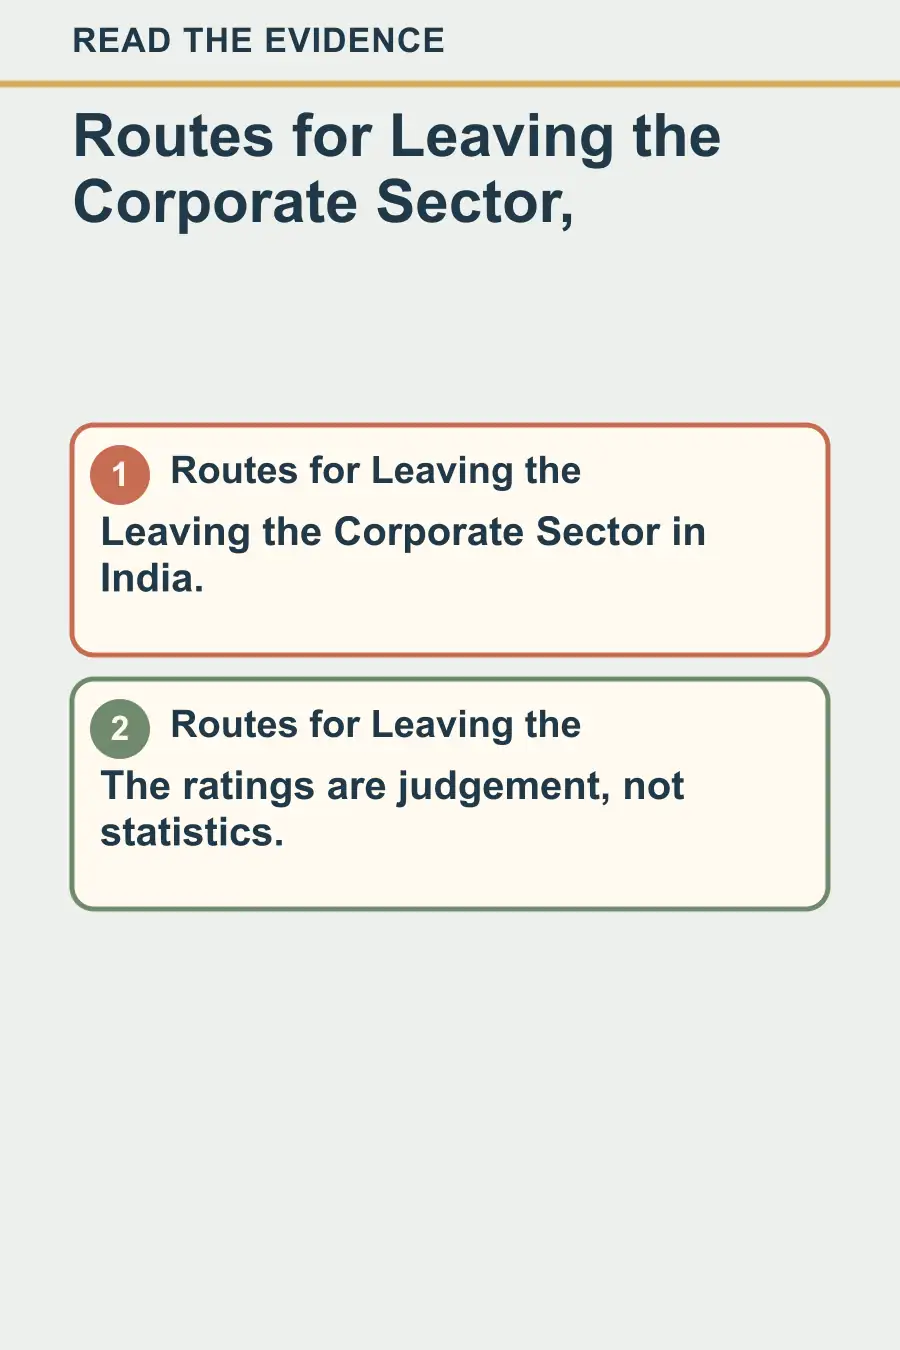 READ THE EVIDENCE
Routes for Leaving the
Corporate Sector,
1 Routes for Leaving the
Leaving the Corporate Sector in
India.
2 Routes for Leaving the
The ratings are judgement, not
statistics.